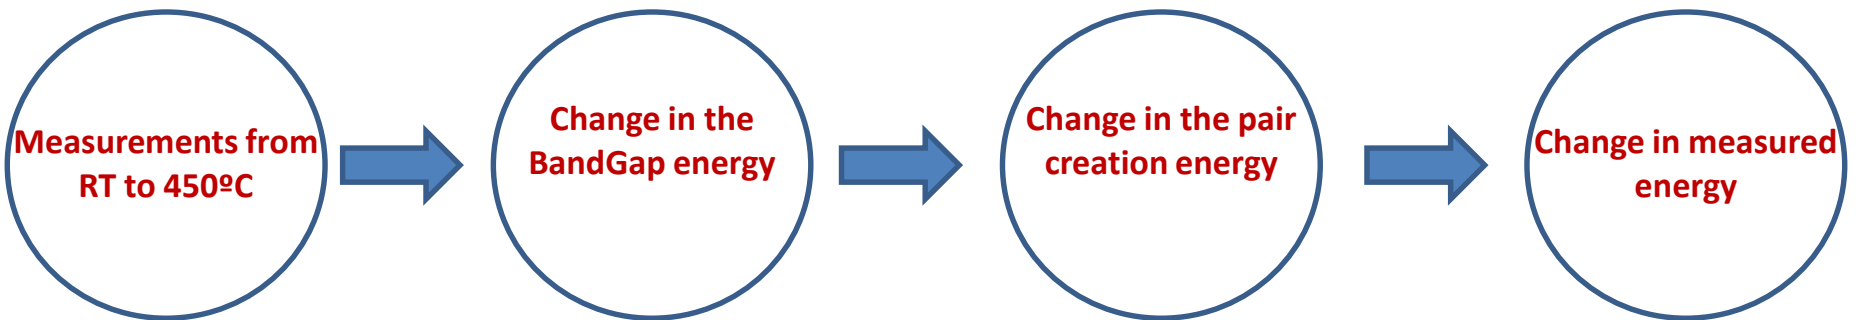 Measurements from
RT to 450ºC
Change in the
BandGap energy
Change in the pair
creation energy
Change in measured
energy